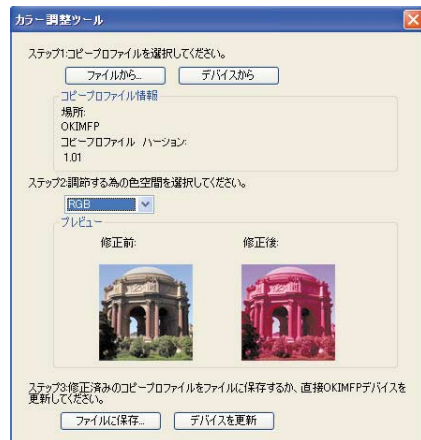 カラー調整ツール
ステップ1:コピープロファイルを選択してください。
ファイルから... デバイスから
コピープロファイル情報
場所:
OKIMFP
コピープロファイル バージョン:
1.01
ステップ2:調節する為の色空間を選択してください。
RGB
プレビュー
修正前: 修正後:
ステップ3:修正済みのコピープロファイルをファイルに保存するか、直接OKIMFPデバイスを
更新してください。
ファイルに保存... デバイスを更新